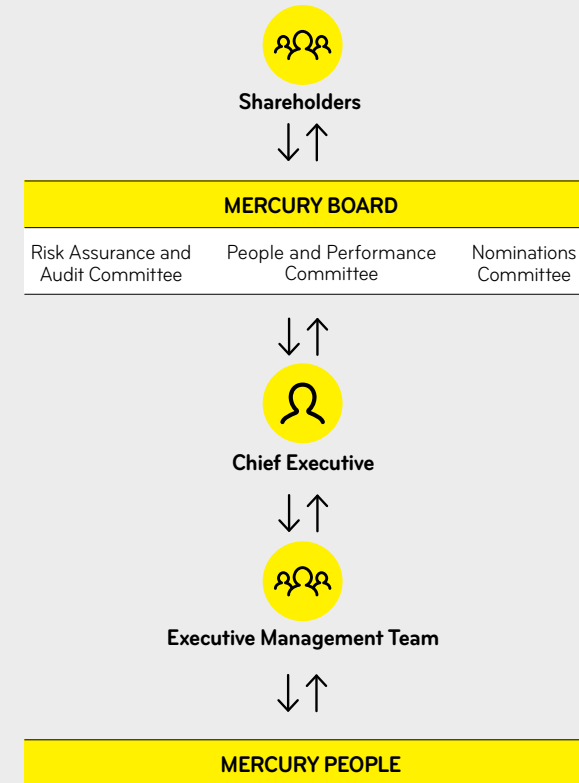 Shareholders
MERCURY BOARD
Risk Assurance and
Audit Committee
People and Performance
Committee
Nominations
Committee
Chief Executive
Executive Management Team
MERCURY PEOPLE